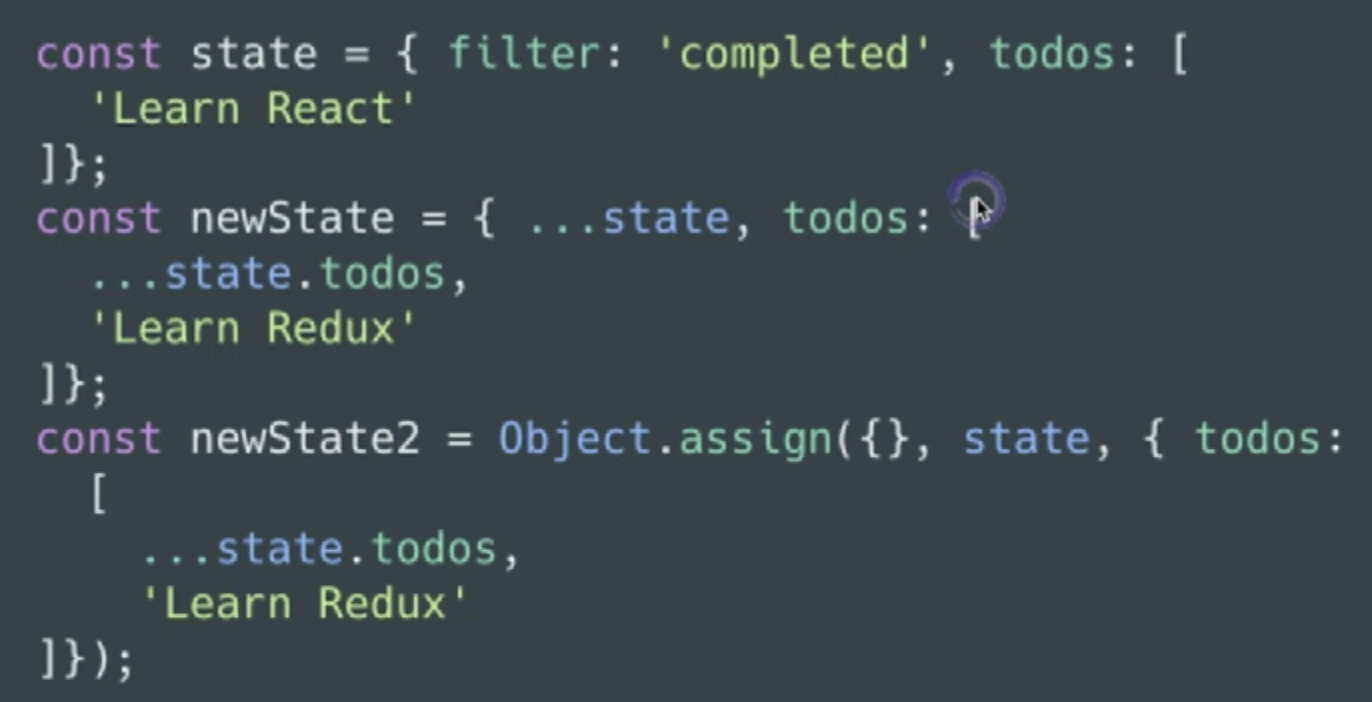 const state = { filter: 'completed', todos: [
  'Learn React'
]};
const newState = { ...state, todos: [
  ...state.todos,
  'Learn Redux'
]};
const newState2 = Object.assign({}, state, { todos:
  [
    ...state.todos,
    'Learn Redux'
]});